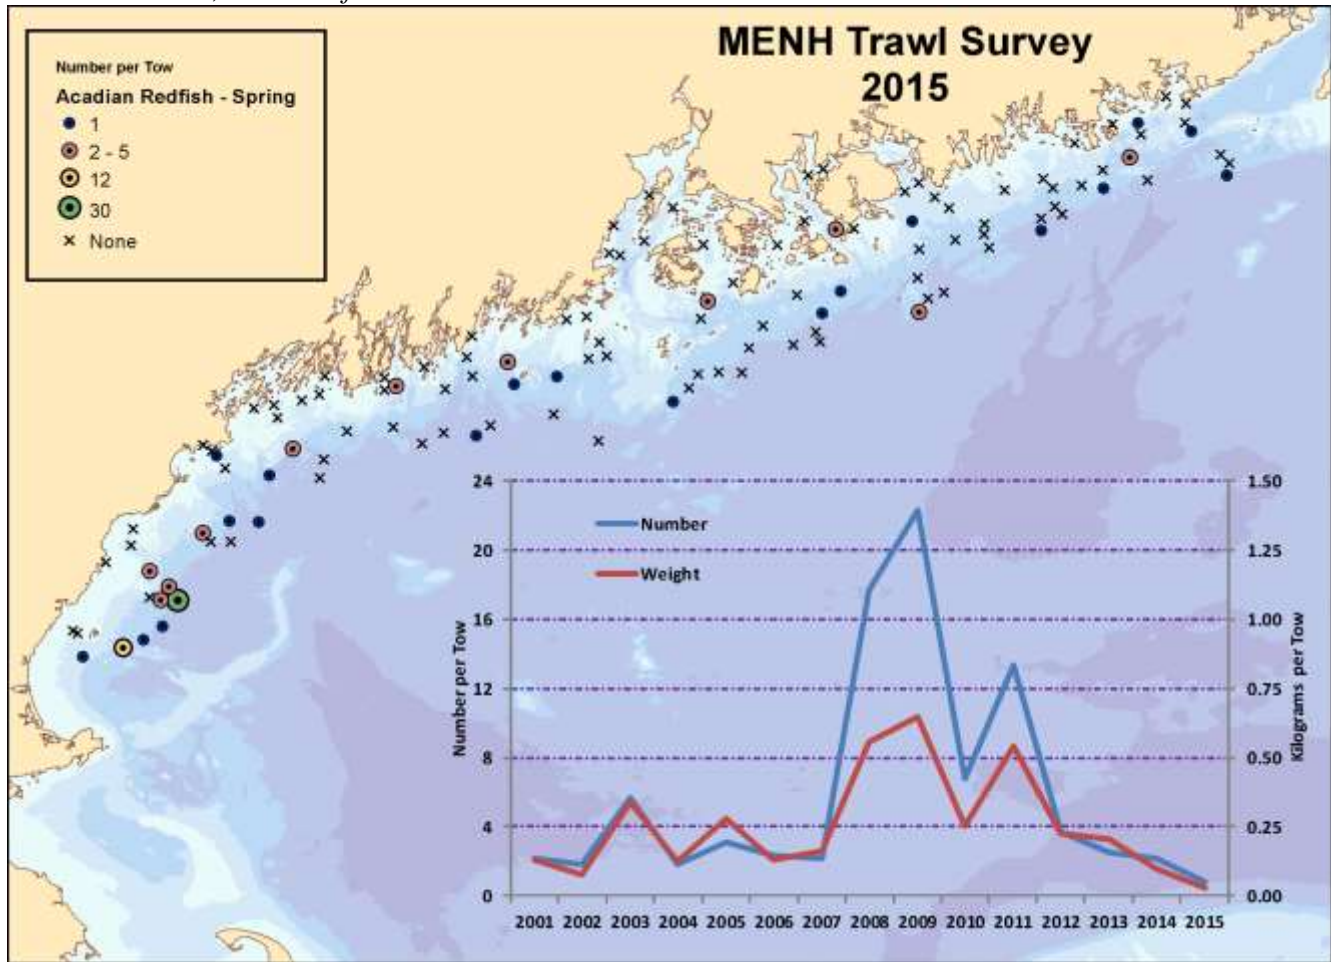 MENH Trawl Survey
2015
Number per Tow
Acadian Redfish - Spring
1
2 - 5
12
30
None
24
20
16
12
8
4
0
Number per Tow
Number
Weight
1.50
1.25
1.00
0.75
0.50
0.25
0.00
Kilograms per Tow
2001 2002 2003 2004 2005 2006 2007 2008 2009 2010 2011 2012 2013 2014 2015